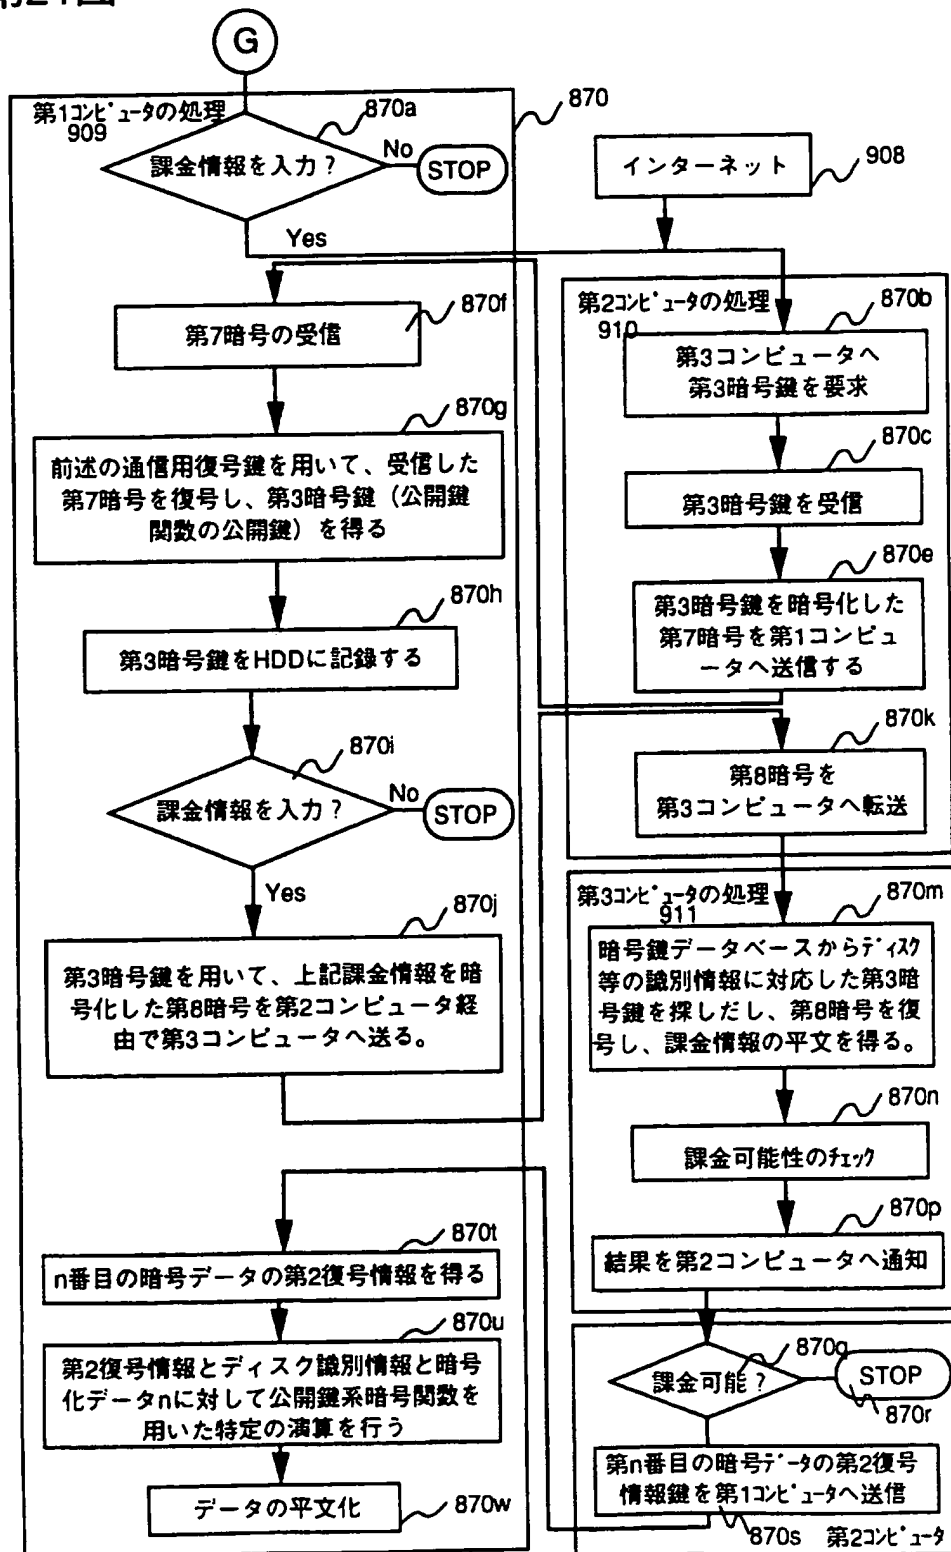 第21図
G
第1コンピュータの処理
909
870a
870
課金情報を入力？
No
STOP
インターネット
908
Yes
870f
第7暗号の受信
第2コンピュータの処理
910
870b
第3コンピュータへ
第3暗号鍵を要求
870g
前述の通信用復号鍵を用いて、受信した
第7暗号を復号し、第3暗号鍵（公開鍵
関数の公開鍵）を得る
870c
第3暗号鍵を受信
870e
第3暗号鍵を暗号化した
第7暗号を第1コンピュ
ータへ送信する
870h
第3暗号鍵をHDDに記録する
870k
第8暗号を
第3コンピュータへ転送
870i
課金情報を入力？
No
STOP
Yes
870j
第3暗号鍵を用いて、上記課金情報を暗
号化した第8暗号を第2コンピュータ経
由で第3コンピュータへ送る。
第3コンピュータの処理
911
870m
暗号鍵データベースからディスク
等の識別情報に対応した第3暗
号鍵を探しだし、第8暗号を復
号し、課金情報の平文を得る。
870n
課金可能性のチェック
870p
結果を第2コンピュータへ通知
870t
n番目の暗号データの第2復号情報を得る
870u
第2復号情報とディスク識別情報と暗号
化データnに対して公開鍵系暗号関数を
用いた特定の演算を行う
870q
課金可能？
STOP
870r
第n番目の暗号データの第2復号
情報鍵を第1コンピュータへ送信
870s
第2コンピュータ
データの平文化
870w